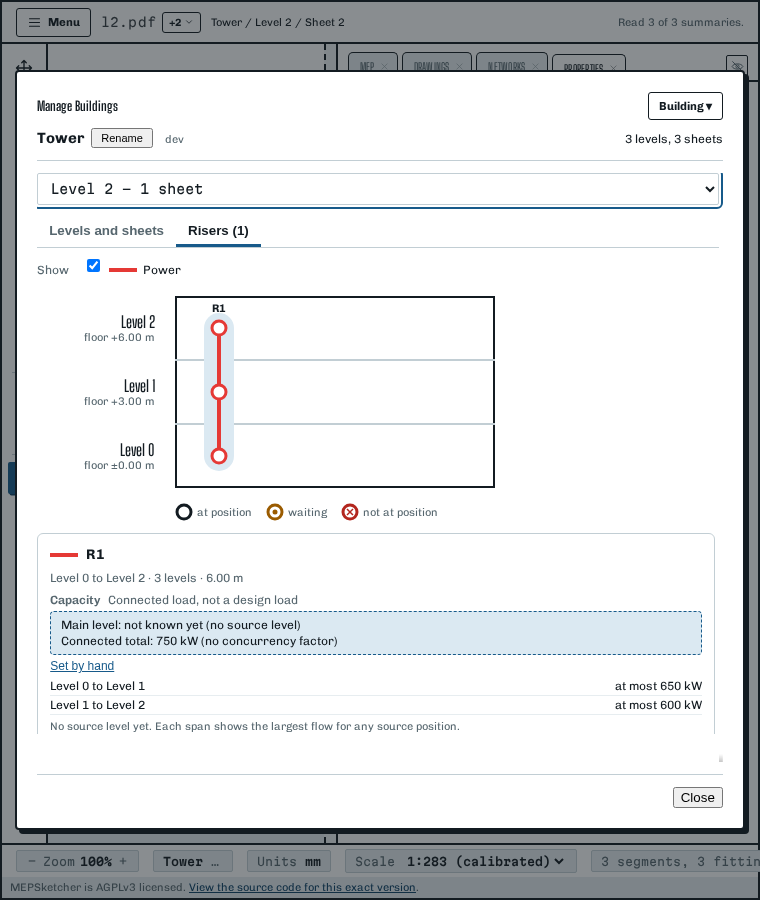 Menu
l2.pdf
+2
Tower / Level 2 / Sheet 2
Read 3 of 3 summaries.
MEP × DRAWINGS × NETWORKS × PROPERTIES ×
Manage Buildings
Building ▾
Tower
Rename
dev
3 levels, 3 sheets
Level 2 — 1 sheet
Levels and sheets
Risers (1)
Show
Power
R1
Level 2
floor +6.00 m
Level 1
floor +3.00 m
Level 0
floor ±0.00 m
at position
waiting
not at position
R1
Level 0 to Level 2 · 3 levels · 6.00 m
Capacity Connected load, not a design load
Main level: not known yet (no source level)
Connected total: 750 kW (no concurrency factor)
Set by hand
Level 0 to Level 1 at most 650 kW
Level 1 to Level 2 at most 600 kW
No source level yet. Each span shows the largest flow for any source position.
Close
− Zoom 100% +
Tower …
Units mm
Scale 1:283 (calibrated)
3 segments, 3 fittin
MEPSketcher is AGPLv3 licensed. View the source code for this exact version.